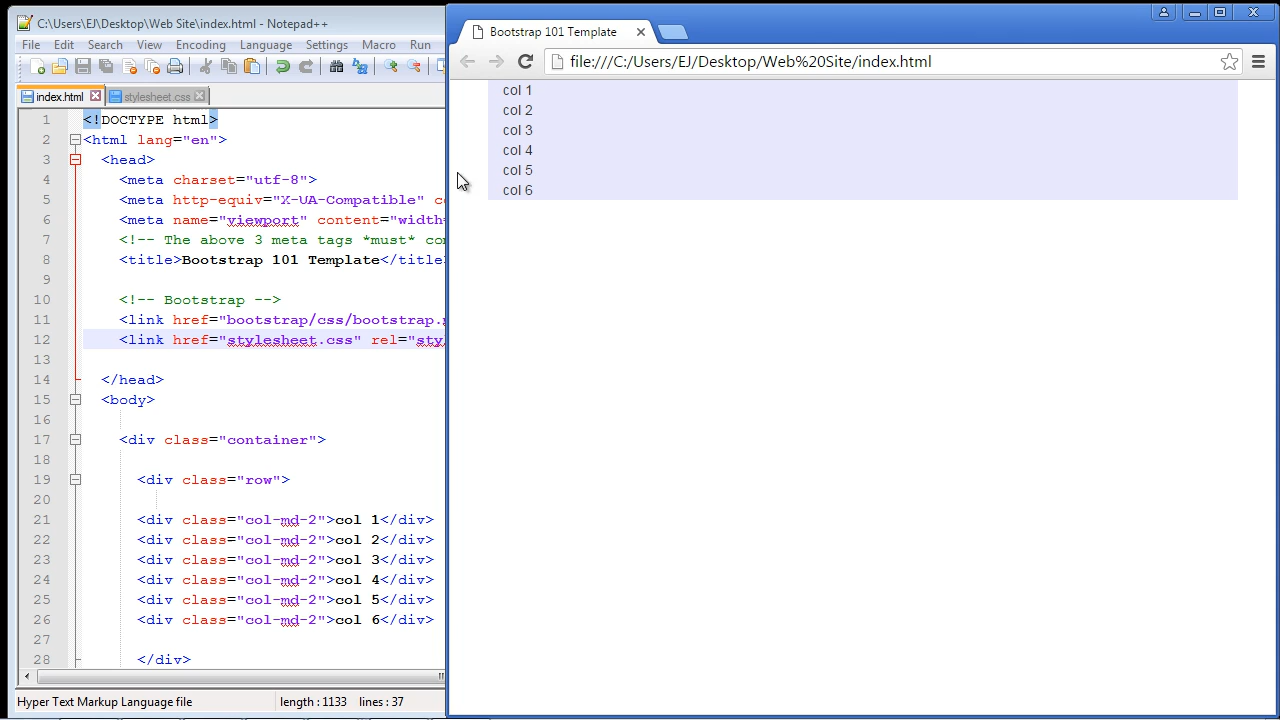 C:\Users\EJ\Desktop\Web Site\index.html - Notepad++
File Edit Search View Encoding Language Settings Macro Run
index.html stylesheet.css
1 <!DOCTYPE html>
2 <html lang="en">
3 <head>
4 <meta charset="utf-8">
5 <meta http-equiv="X-UA-Compatible" co
6 <meta name="viewport" content="width=
7 <!-- The above 3 meta tags *must* con
8 <title>Bootstrap 101 Template</title>
9
10 <!-- Bootstrap -->
11 <link href="bootstrap/css/bootstrap.m
12 <link href="stylesheet.css" rel="sty
13
14 </head>
15 <body>
16
17 <div class="container">
18
19 <div class="row">
20
21 <div class="col-md-2">col 1</div>
22 <div class="col-md-2">col 2</div>
23 <div class="col-md-2">col 3</div>
24 <div class="col-md-2">col 4</div>
25 <div class="col-md-2">col 5</div>
26 <div class="col-md-2">col 6</div>
27
28 </div>
Hyper Text Markup Language file length : 1133 lines : 37
Bootstrap 101 Template
file:///C:/Users/EJ/Desktop/Web%20Site/index.html
col 1
col 2
col 3
col 4
col 5
col 6